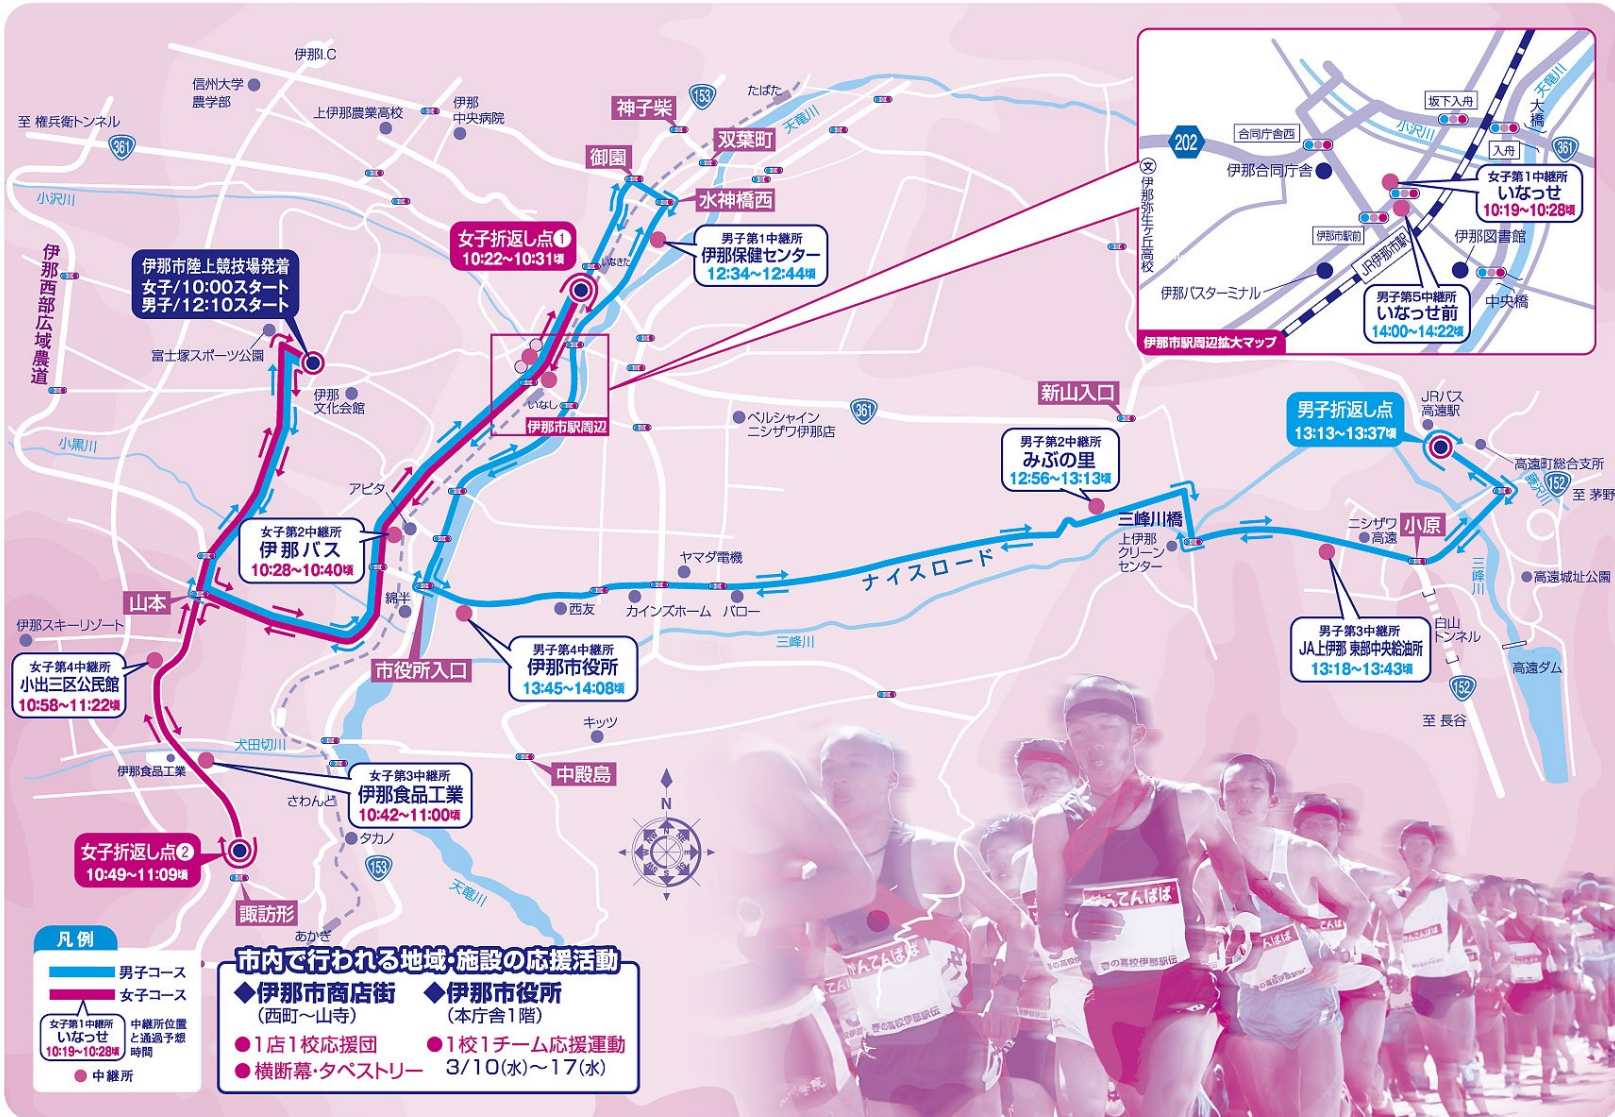 伊那I.C
信州大学
農学部
上伊那農業高校
伊那
中央病院
至 権兵衛トンネル
361
小沢川
伊那西部広域農道
伊那市陸上競技場発着
女子/10:00スタート
男子/12:10スタート
富士塚スポーツ公園
伊那
文化会館
小黒川
神子柴
153
たばた
天竜川
双葉町
御園
水神橋西
女子折返し点❶
10:22~10:31頃
いなきた
男子第1中継所
伊那保健センター
12:34~12:44頃
いなし
伊那市駅周辺
ベルシャイン
ニシザワ伊那店
361
新山入口
202
文
伊那弥生ヶ丘高校
合同庁舎西
伊那合同庁舎
坂下入舟
小沢川
大橋
天竜川
入舟
361
女子第1中継所
いなっせ
10:19~10:28頃
伊那市駅前
JR伊那市駅
伊那図書館
伊那バスターミナル
男子第5中継所
いなっせ前
14:00~14:22頃
中央橋
伊那市駅周辺拡大マップ
男子第2中継所
みぶの里
12:56~13:13頃
男子折返し点
13:13~13:37頃
JRバス
高遠駅
高遠町総合支所
藤沢川
152
至 茅野
アピタ
女子第2中継所
伊那バス
10:28~10:40頃
三峰川橋
上伊那
クリーン
センター
ニシザワ
高遠
小原
ナイスロード
ヤマダ電機
西友
カインズホーム
バロー
三峰川
三峰川
高遠城址公園
白山
トンネル
高遠ダム
152
至 長谷
男子第3中継所
JA上伊那 東部中央給油所
13:18~13:43頃
綿半
山本
伊那スキーリゾート
女子第4中継所
小出三区公民館
10:58~11:22頃
市役所入口
男子第4中継所
伊那市役所
13:45~14:08頃
キッツ
犬田切川
伊那食品工業
女子第3中継所
伊那食品工業
10:42~11:00頃
中殿島
さわんど
タカノ
153
天竜川
女子折返し点❷
10:49~11:09頃
諏訪形
あかぎ
N
凡例
男子コース
女子コース
女子第1中継所
いなっせ
10:19~10:28頃
中継所位置
と通過予想
時間
中継所
市内で行われる地域・施設の応援活動
◆伊那市商店街
(西町~山寺)
●1店1校応援団
●横断幕・タペストリー
◆伊那市役所
(本庁舎1階)
●1校1チーム応援運動
3/10(水)~17(水)
かんてんぱぱ
春の高校伊那駅伝
かんてんぱぱ
春の高校伊那駅伝